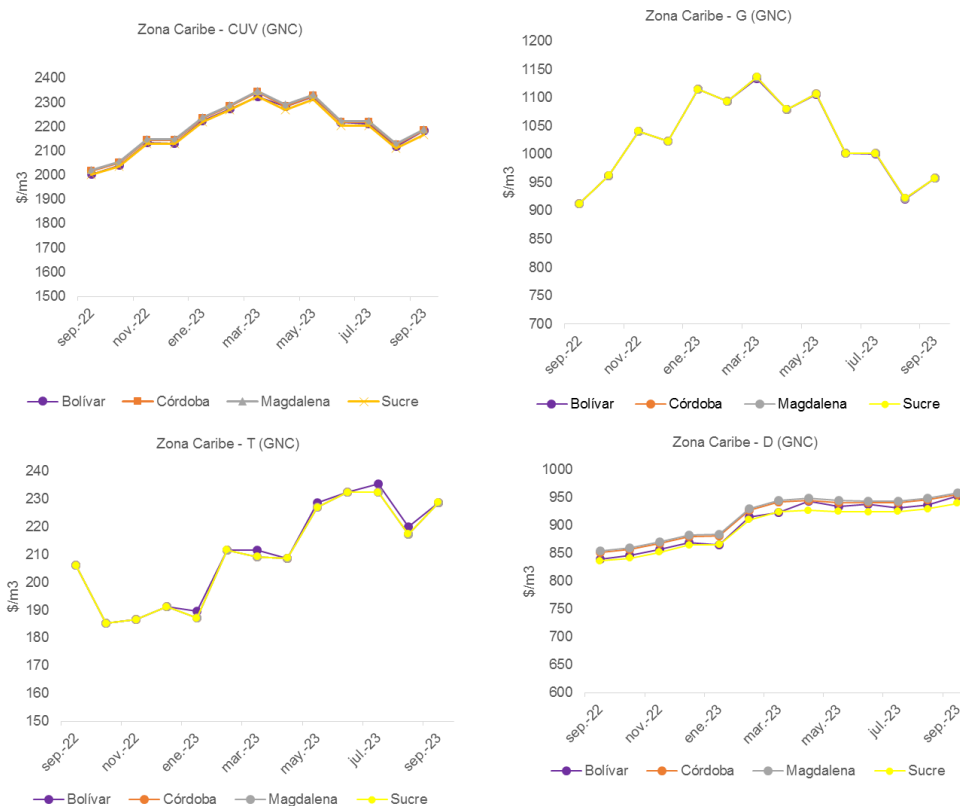 Zona Caribe - CUV (GNC)
$/m3
2400
2300
2200
2100
2000
1900
1800
1700
1600
1500
sep.-22
nov.-22
ene.-23
mar.-23
may.-23
jul.-23
sep.-23
Bolívar Córdoba Magdalena Sucre
Zona Caribe - G (GNC)
$/m3
1200
1150
1100
1050
1000
950
900
850
800
750
700
sep.-22
nov.-22
ene.-23
mar.-23
may.-23
jul.-23
sep.-23
Bolívar Córdoba Magdalena Sucre
Zona Caribe - T (GNC)
$/m3
240
230
220
210
200
190
180
170
160
150
sep.-22
nov.-22
ene.-23
mar.-23
may.-23
jul.-23
sep.-23
Bolívar Córdoba Magdalena Sucre
Zona Caribe - D (GNC)
$/m3
1000
950
900
850
800
750
700
650
600
sep.-22
nov.-22
ene.-23
mar.-23
may.-23
jul.-23
sep.-23
Bolívar Córdoba Magdalena Sucre